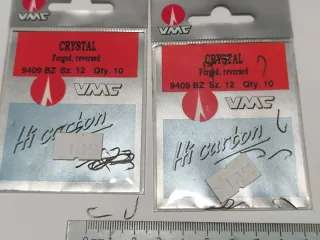 VMC
CRYSTAL
Forged, reversed
9409 BZ Sz. 12 Qty. 10
VMC
Hi carbon
VMC
CRYSTAL
Forged, reversed
9409 BZ Sz. 12 Qty. 10
VMC
Hi carbon